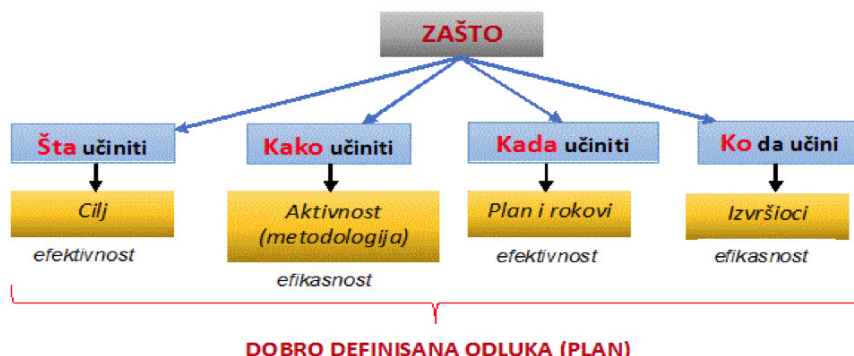 ZAŠTO
Šta učiniti
Kako učiniti
Kada učiniti
Ko da učini
Cilj
Aktivnost
(metodologija)
Plan i rokovi
Izvršioci
efektivnost
efikasnost
efektivnost
efikasnost
DOBRO DEFINISANA ODLUKA (PLAN)